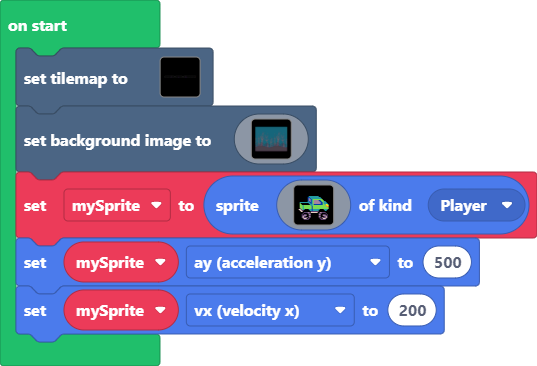 on start
set tilemap to
set background image to
set mySprite to sprite of kind Player
set mySprite ay (acceleration y) to 500
set mySprite vx (velocity x) to 200